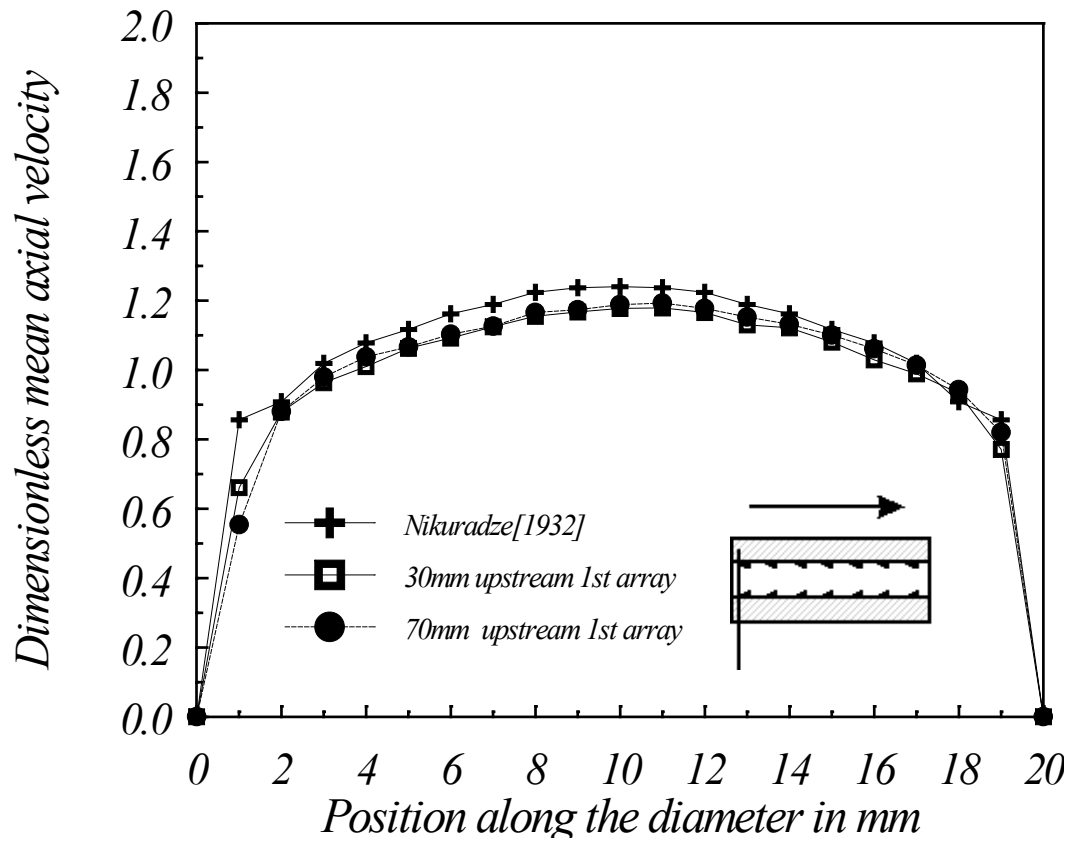 Dimensionless mean axial velocity
2.0
1.8
1.6
1.4
1.2
1.0
0.8
0.6
0.4
0.2
0.0
Nikuradze[1932]
30mm upstream 1st array
70mm upstream 1st array
0 2 4 6 8 10 12 14 16 18 20
Position along the diameter in mm